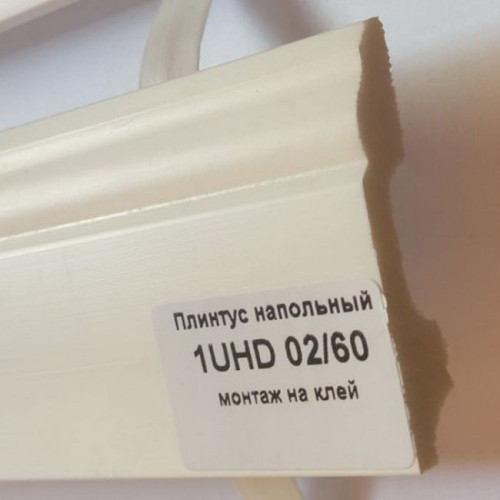 Плинтус напольный
1UHD 02/60
монтаж на клей